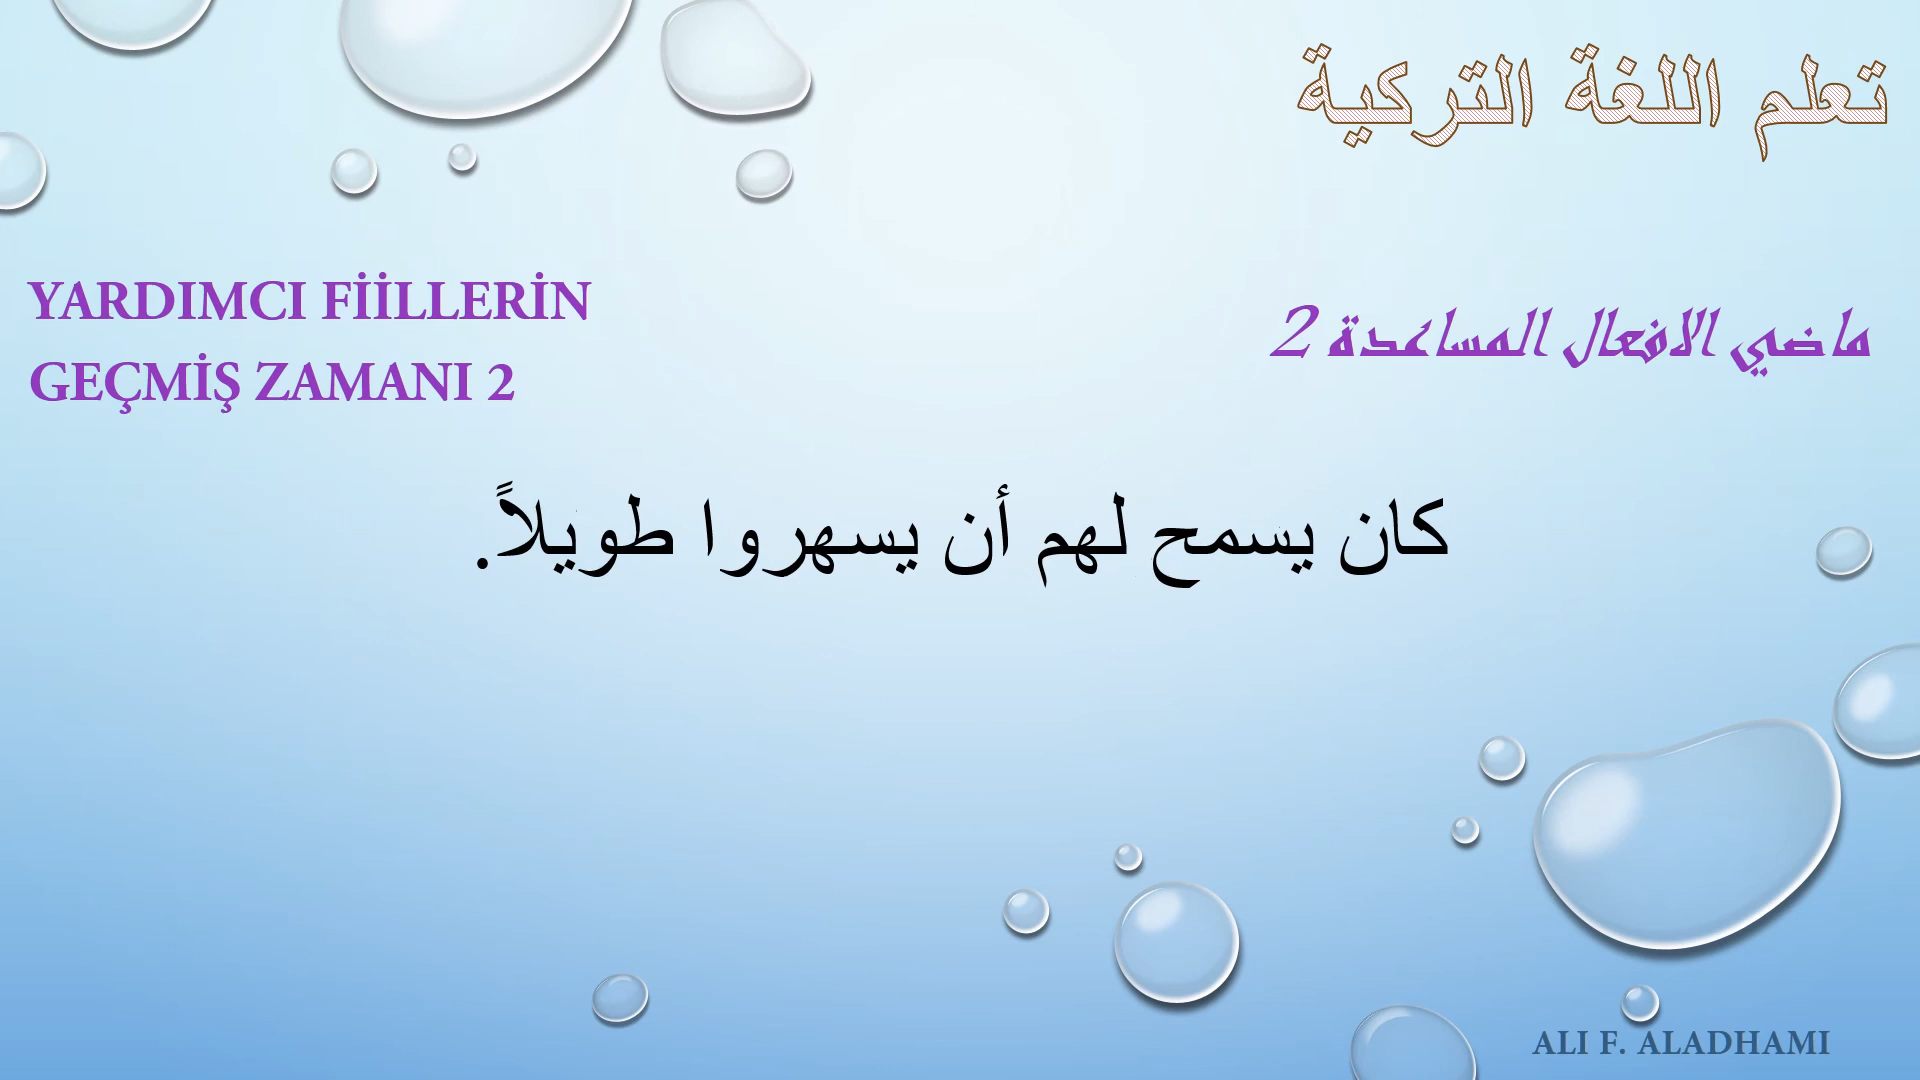 تعلم اللغة التركية
YARDIMCI FİİLLERİN
GEÇMİŞ ZAMANI 2
ماضي الافعال المساعدة 2
كان يسمح لهم أن يسهروا طويلاً.
ALI F. ALADHAMI